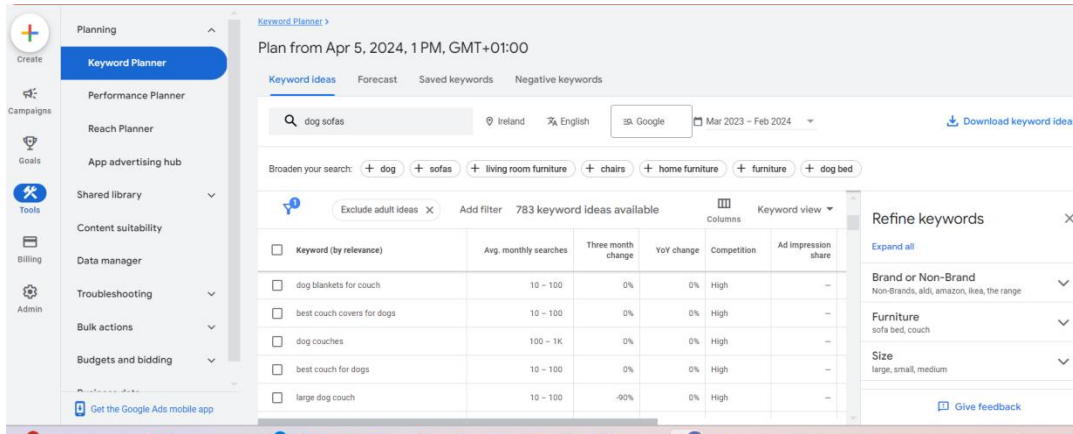 Create
Campaigns
Goals
Tools
Billing
Admin
Planning
Keyword Planner
Performance Planner
Reach Planner
App advertising hub
Shared library
Content suitability
Data manager
Troubleshooting
Bulk actions
Budgets and bidding
Get the Google Ads mobile app
Keyword Planner >
Plan from Apr 5, 2024, 1 PM, GMT+01:00
Keyword ideas Forecast Saved keywords Negative keywords
dog sofas Ireland English Google Mar 2023 – Feb 2024 Download keyword ideas
Broaden your search: + dog + sofas + living room furniture + chairs + home furniture + furniture + dog bed
1 Exclude adult ideas X Add filter 783 keyword ideas available Columns Keyword view
Keyword (by relevance) Avg. monthly searches Three month change YoY change Competition Ad impression share
dog blankets for couch 10 – 100 0% 0% High –
best couch covers for dogs 10 – 100 0% 0% High –
dog couches 100 – 1K 0% 0% High –
best couch for dogs 10 – 100 0% 0% High –
large dog couch 10 – 100 -90% 0% High –
Refine keywords
Expand all
Brand or Non-Brand
Non-Brands, aldi, amazon, ikea, the range
Furniture
sofa bed, couch
Size
large, small, medium
Give feedback